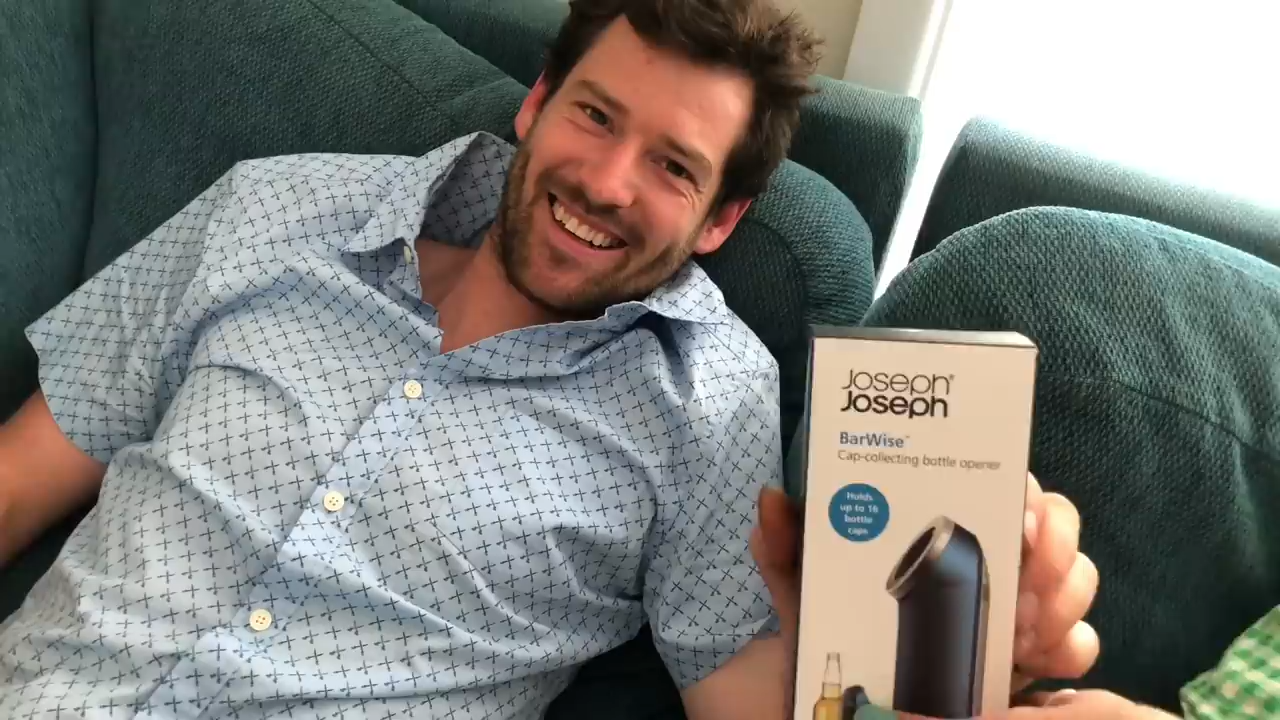 Joseph®
Joseph
BarWise™
Cap-collecting bottle opener
Holds
up to 16
bottle
caps